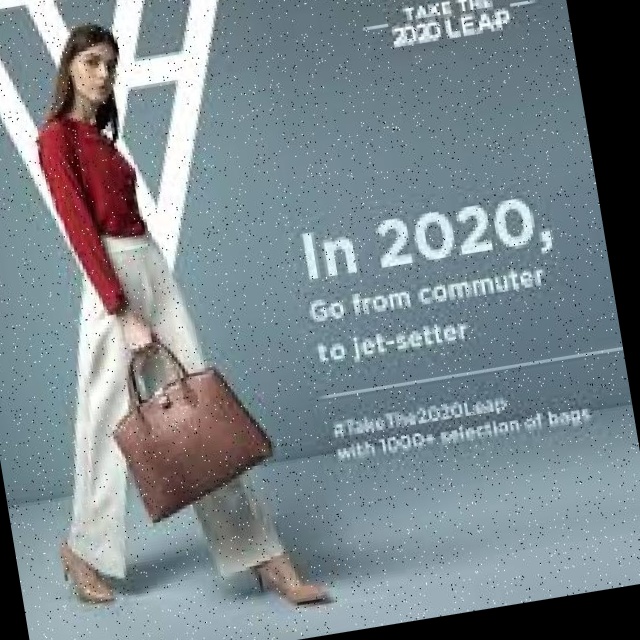 TAKE THE
2020 LEAP
In 2020,
Go from commuter
to jet-setter
#TakeThe2020Leap
with 1000+ selection of bags